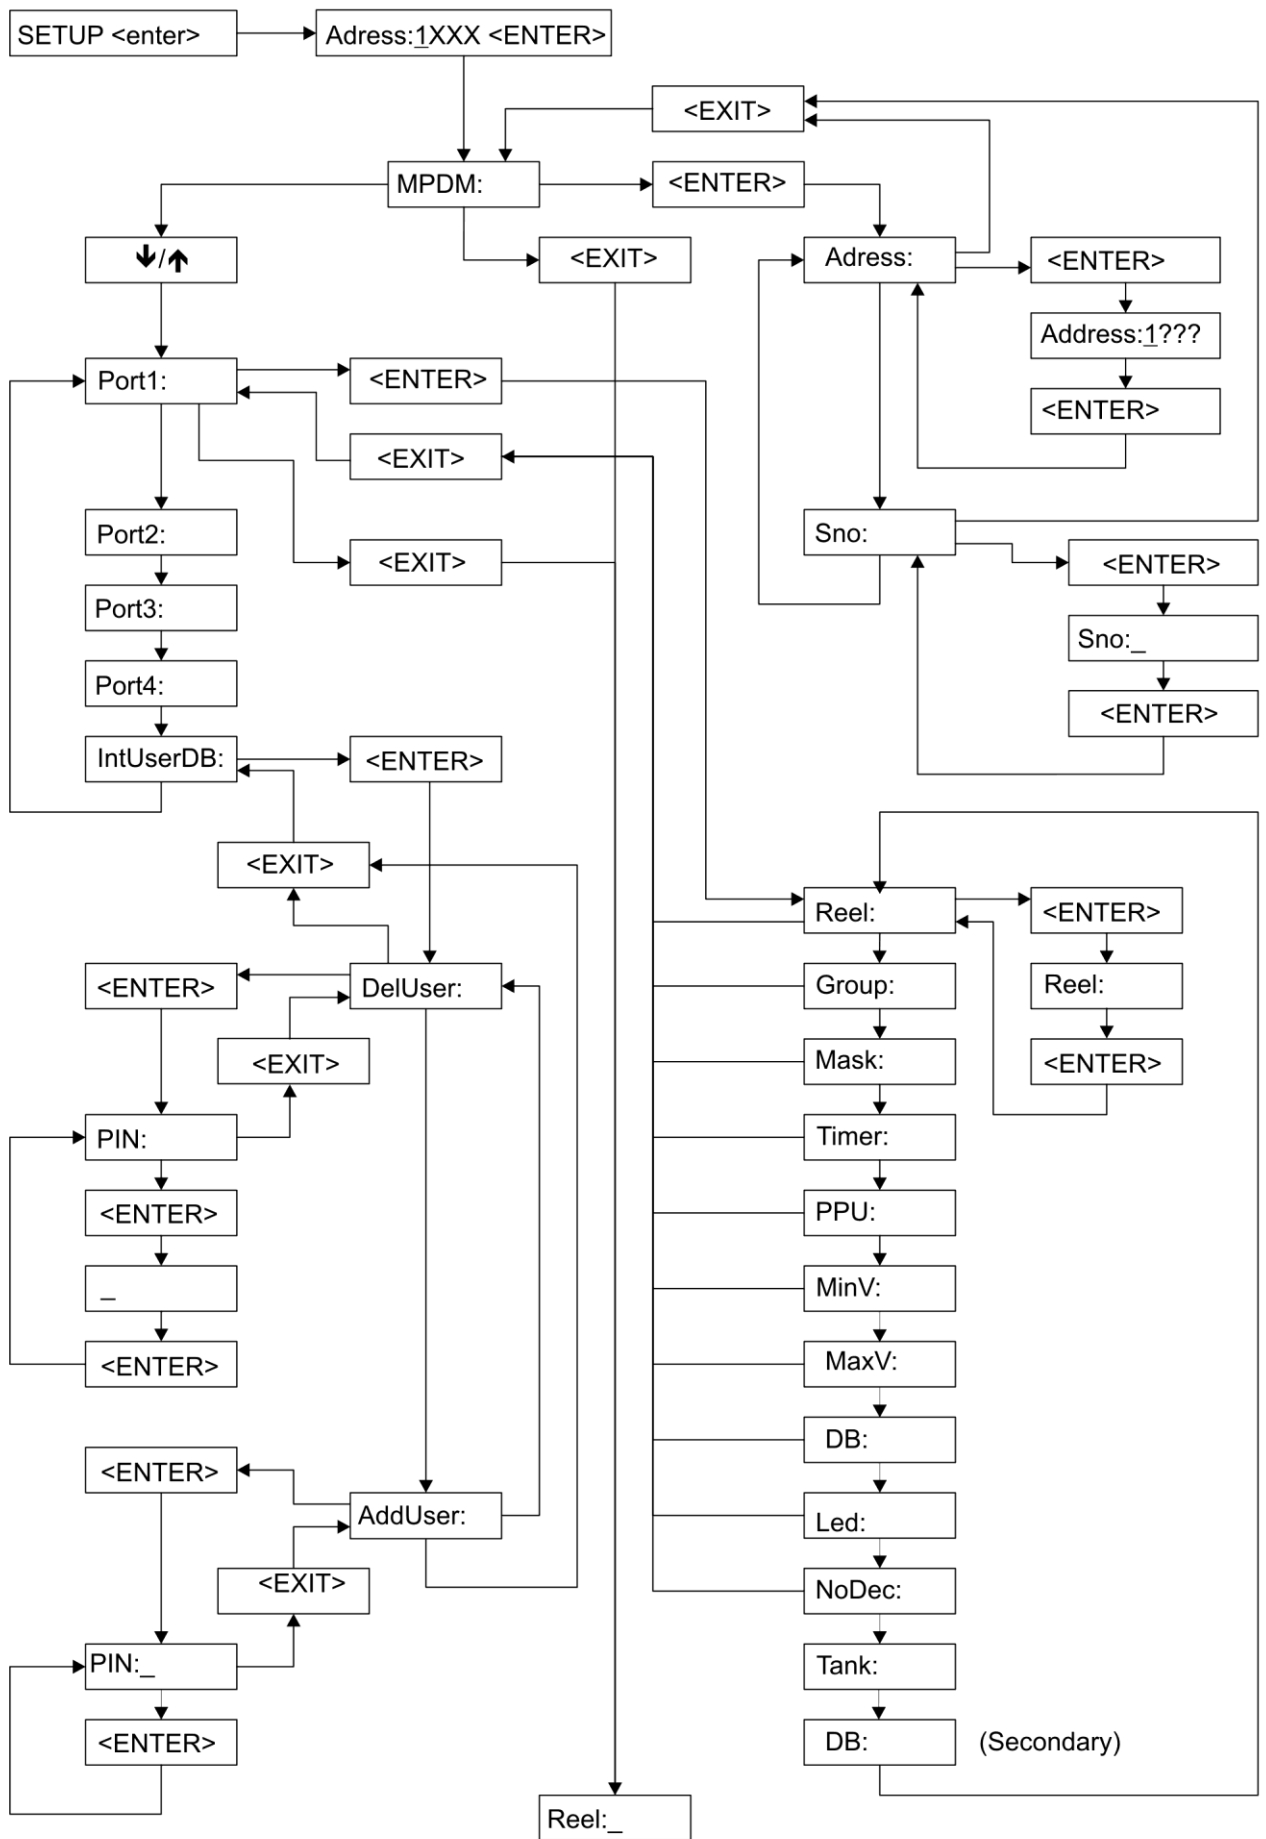 SETUP <enter>
Adress:1XXX <ENTER>
<EXIT>
MPDM:
<ENTER>
🡫/🡩
<EXIT>
Adress:
<ENTER>
Address:1???
<ENTER>
Port1:
<ENTER>
<EXIT>
<EXIT>
Port2:
Port3:
Port4:
IntUserDB:
<ENTER>
Sno:
<ENTER>
Sno:_
<ENTER>
<EXIT>
<ENTER>
DelUser:
<EXIT>
PIN:
<ENTER>
_
<ENTER>
<ENTER>
AddUser:
<EXIT>
PIN:_
<ENTER>
Reel:
<ENTER>
Reel:
<ENTER>
Group:
Mask:
Timer:
PPU:
MinV:
MaxV:
DB:
Led:
NoDec:
Tank:
DB:
(Secondary)
Reel:_